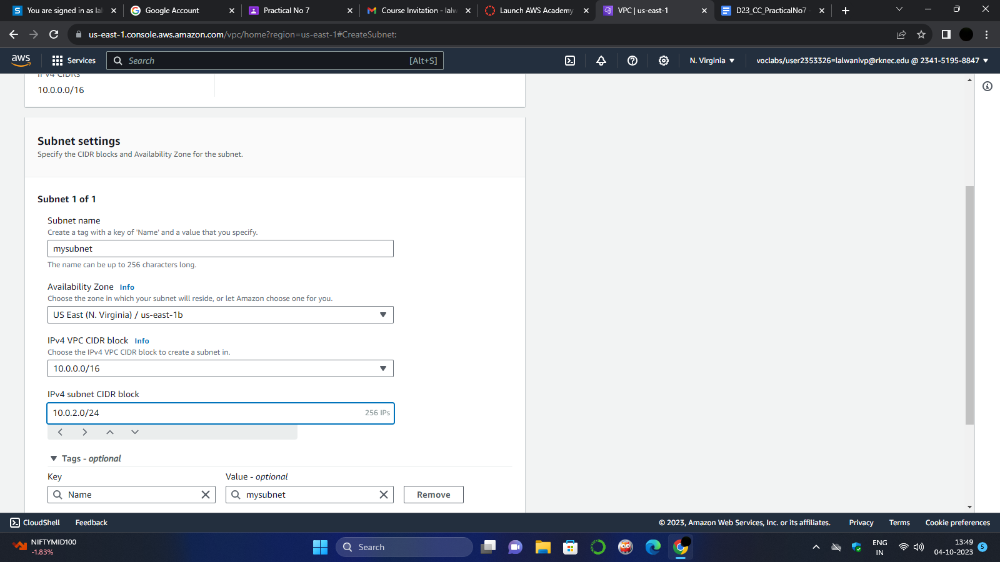 You are signed in as la
Google Account
Practical No 7
Course Invitation - lalw
Launch AWS Academy
VPC | us-east-1
D23_CC_PracticalNo7 -
us-east-1.console.aws.amazon.com/vpc/home?region=us-east-1#CreateSubnet:
aws
Services
Search
[Alt+S]
N. Virginia
voclabs/user2353326=lalwanivp@rknec.edu @ 2341-5195-8847
IPv4 CIDRs
10.0.0.0/16
Subnet settings
Specify the CIDR blocks and Availability Zone for the subnet.
Subnet 1 of 1
Subnet name
Create a tag with a key of 'Name' and a value that you specify.
mysubnet
The name can be up to 256 characters long.
Availability Zone Info
Choose the zone in which your subnet will reside, or let Amazon choose one for you.
US East (N. Virginia) / us-east-1b
IPv4 VPC CIDR block Info
Choose the IPv4 VPC CIDR block to create a subnet in.
10.0.0.0/16
IPv4 subnet CIDR block
10.0.2.0/24
256 IPs
Tags - optional
Key
Value - optional
Name
mysubnet
Remove
CloudShell
Feedback
© 2023, Amazon Web Services, Inc. or its affiliates.
Privacy
Terms
Cookie preferences
NIFTYMID100
-1.83%
Search
ENG
IN
13:49
04-10-2023
5